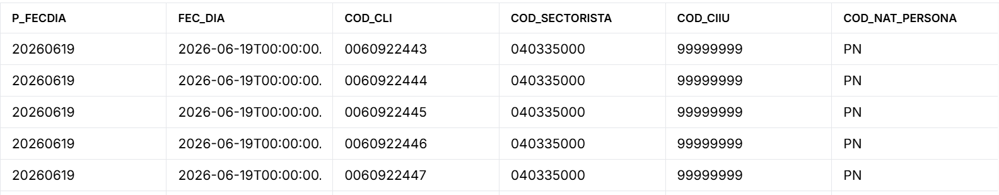 P_FECDIA FEC_DIA COD_CLI COD_SECTORISTA COD_CIIU COD_NAT_PERSONA
20260619 2026-06-19T00:00:00. 0060922443 040335000 99999999 PN
20260619 2026-06-19T00:00:00. 0060922444 040335000 99999999 PN
20260619 2026-06-19T00:00:00. 0060922445 040335000 99999999 PN
20260619 2026-06-19T00:00:00. 0060922446 040335000 99999999 PN
20260619 2026-06-19T00:00:00. 0060922447 040335000 99999999 PN